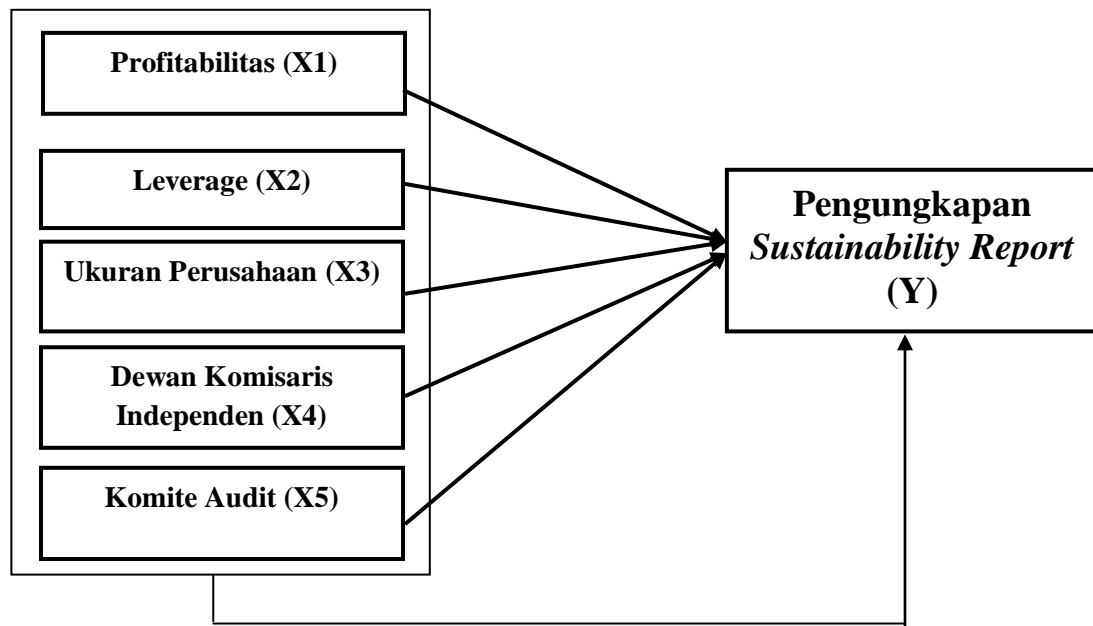 Profitabilitas (X1)
Leverage (X2)
Ukuran Perusahaan (X3)
Dewan Komisaris
Independen (X4)
Komite Audit (X5)
Pengungkapan
Sustainability Report
(Y)